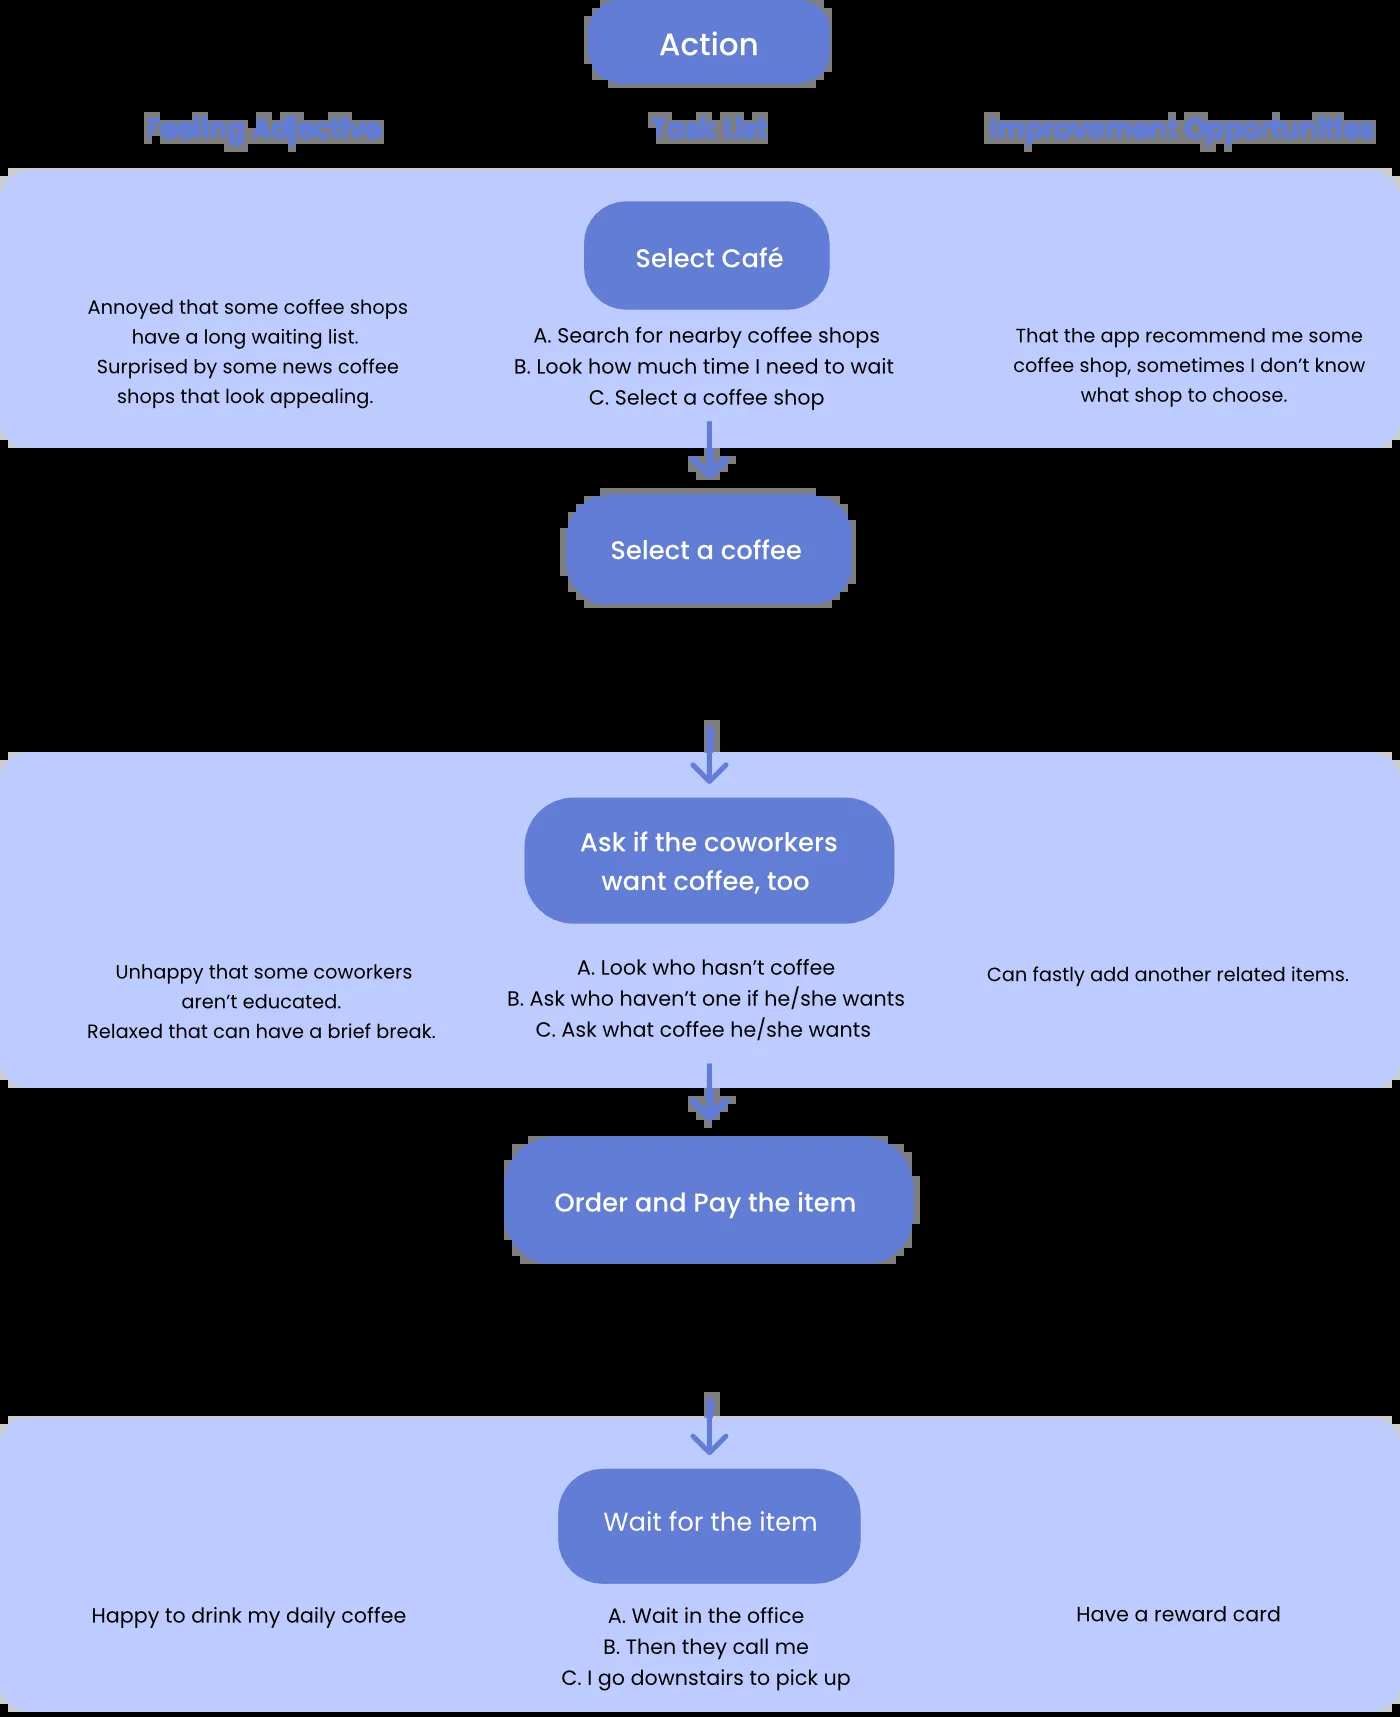 Action
Feeling Adjective
Task List
Improvement Opportunities
Select Café
Annoyed that some coffee shops
have a long waiting list.
Surprised by some news coffee
shops that look appealing.
A. Search for nearby coffee shops
B. Look how much time I need to wait
C. Select a coffee shop
That the app recommend me some
coffee shop, sometimes I don't know
what shop to choose.
Select a coffee
Ask if the coworkers
want coffee, too
Unhappy that some coworkers
aren't educated.
Relaxed that can have a brief break.
A. Look who hasn't coffee
B. Ask who haven't one if he/she wants
C. Ask what coffee he/she wants
Can fastly add another related items.
Order and Pay the item
Wait for the item
Happy to drink my daily coffee
A. Wait in the office
B. Then they call me
C. I go downstairs to pick up
Have a reward card